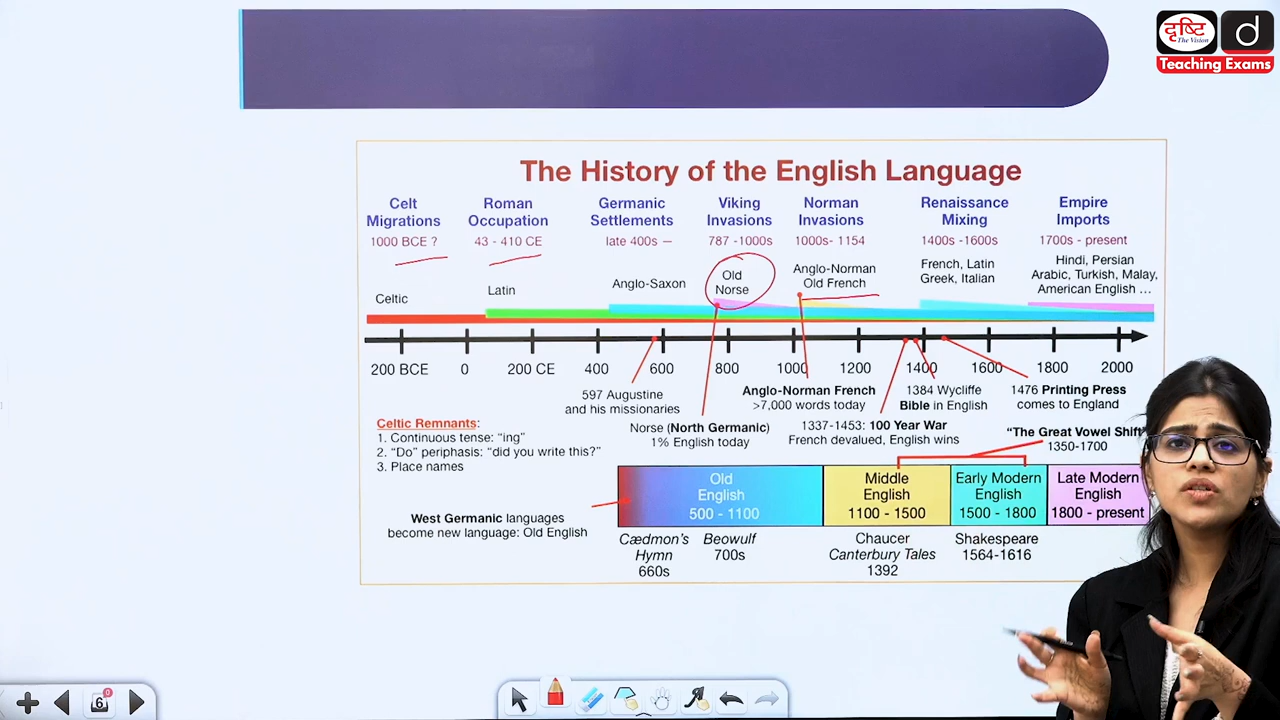 दृष्टि
The Vision
d
Teaching Exams
The History of the English Language
Celt
Migrations
1000 BCE ?
Roman
Occupation
43 - 410 CE
Germanic
Settlements
late 400s —
Viking
Invasions
787 -1000s
Norman
Invasions
1000s- 1154
Renaissance
Mixing
1400s -1600s
Empire
Imports
1700s - present
Celtic
Latin
Anglo-Saxon
Old
Norse
Anglo-Norman
Old French
French, Latin
Greek, Italian
Hindi, Persian
Arabic, Turkish, Malay,
American English ...
200 BCE 0 200 CE 400 600 800 1000 1200 1400 1600 1800 2000
597 Augustine
and his missionaries
Norse (North Germanic)
1% English today
Anglo-Norman French
>7,000 words today
1337-1453: 100 Year War
French devalued, English wins
1384 Wycliffe
Bible in English
1476 Printing Press
comes to England
"The Great Vowel Shift"
1350-1700
Celtic Remnants:
1. Continuous tense: "ing"
2. "Do" periphasis: "did you write this?"
3. Place names
West Germanic languages
become new language: Old English
Old
English
500 - 1100
Middle
English
1100 - 1500
Early Modern
English
1500 - 1800
Late Modern
English
1800 - present
Cædmon's
Hymn
660s
Beowulf
700s
Chaucer
Canterbury Tales
1392
Shakespeare
1564-1616
6
0